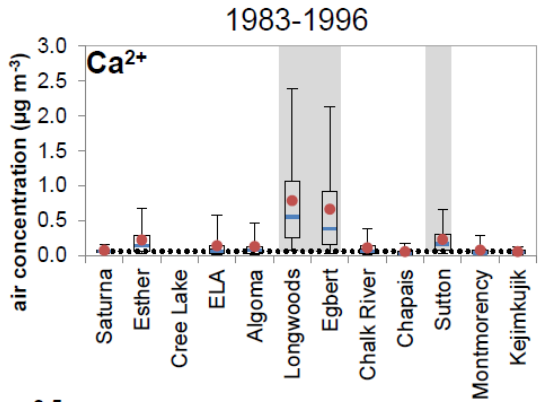 1983-1996
Ca²⁺
air concentration (µg m⁻³)
3.0
2.5
2.0
1.5
1.0
0.5
0.0
Saturna
Esther
Cree Lake
ELA
Algoma
Longwoods
Egbert
Chalk River
Chapais
Sutton
Montmorency
Kejimkujik